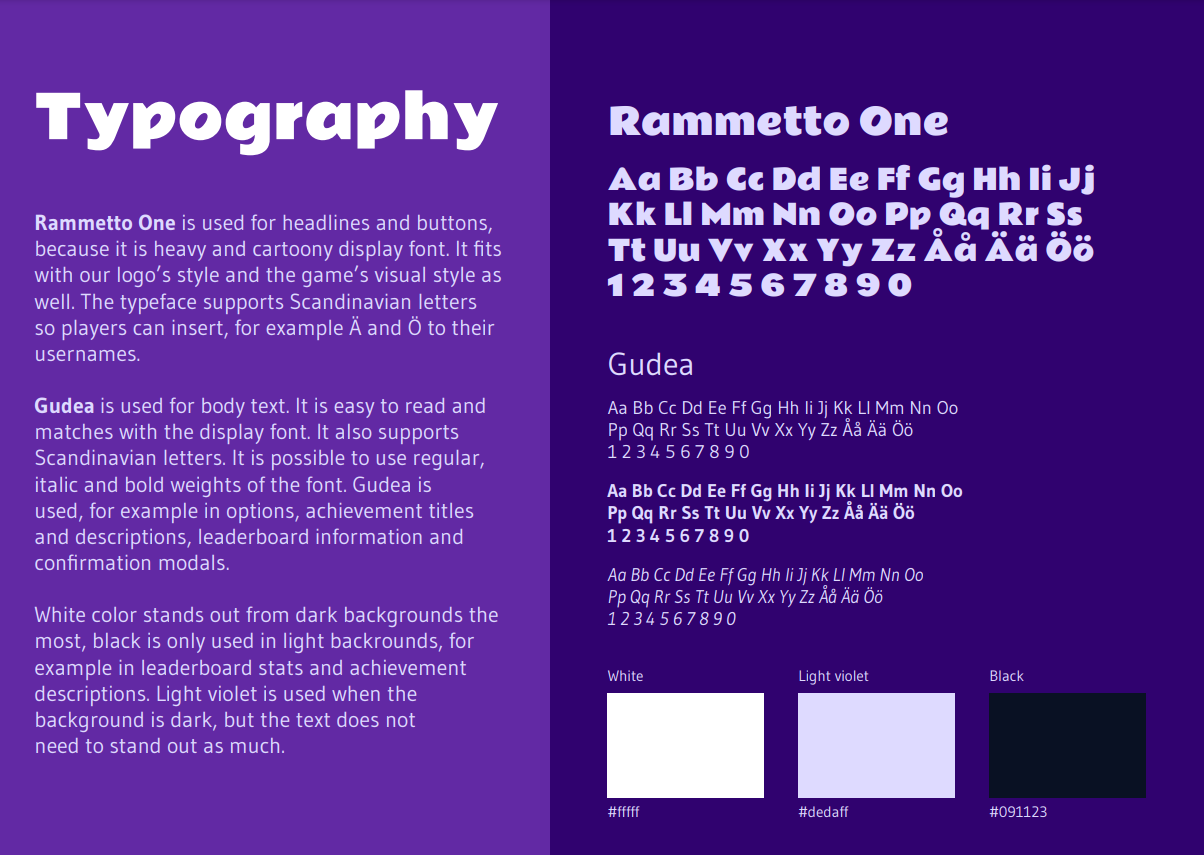 Typography
Rammetto One is used for headlines and buttons,
because it is heavy and cartoony display font. It fits
with our logo's style and the game's visual style as
well. The typeface supports Scandinavian letters
so players can insert, for example Ä and Ö to their
usernames.
Gudea is used for body text. It is easy to read and
matches with the display font. It also supports
Scandinavian letters. It is possible to use regular,
italic and bold weights of the font. Gudea is
used, for example in options, achievement titles
and descriptions, leaderboard information and
confirmation modals.
White color stands out from dark backgrounds the
most, black is only used in light backrounds, for
example in leaderboard stats and achievement
descriptions. Light violet is used when the
background is dark, but the text does not
need to stand out as much.
Rammetto One
Aa Bb Cc Dd Ee Ff Gg Hh Ii Jj
Kk Ll Mm Nn Oo Pp Qq Rr Ss
Tt Uu Vv Xx Yy Zz Åå Ää Öö
1 2 3 4 5 6 7 8 9 0
Gudea
Aa Bb Cc Dd Ee Ff Gg Hh Ii Jj Kk Ll Mm Nn Oo
Pp Qq Rr Ss Tt Uu Vv Xx Yy Zz Åå Ää Öö
1 2 3 4 5 6 7 8 9 0
Aa Bb Cc Dd Ee Ff Gg Hh Ii Jj Kk Ll Mm Nn Oo
Pp Qq Rr Ss Tt Uu Vv Xx Yy Zz Åå Ää Öö
1 2 3 4 5 6 7 8 9 0
Aa Bb Cc Dd Ee Ff Gg Hh Ii Jj Kk Ll Mm Nn Oo
Pp Qq Rr Ss Tt Uu Vv Xx Yy Zz Åå Ää Öö
1 2 3 4 5 6 7 8 9 0
White Light violet Black
#fffff #dedaff #091123